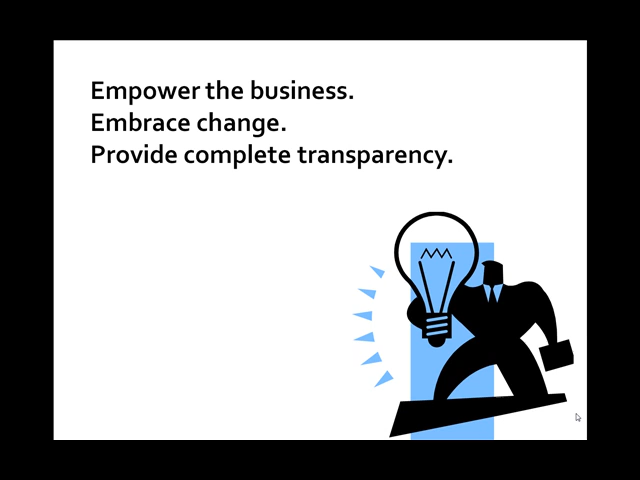 Empower the business.
Embrace change.
Provide complete transparency.